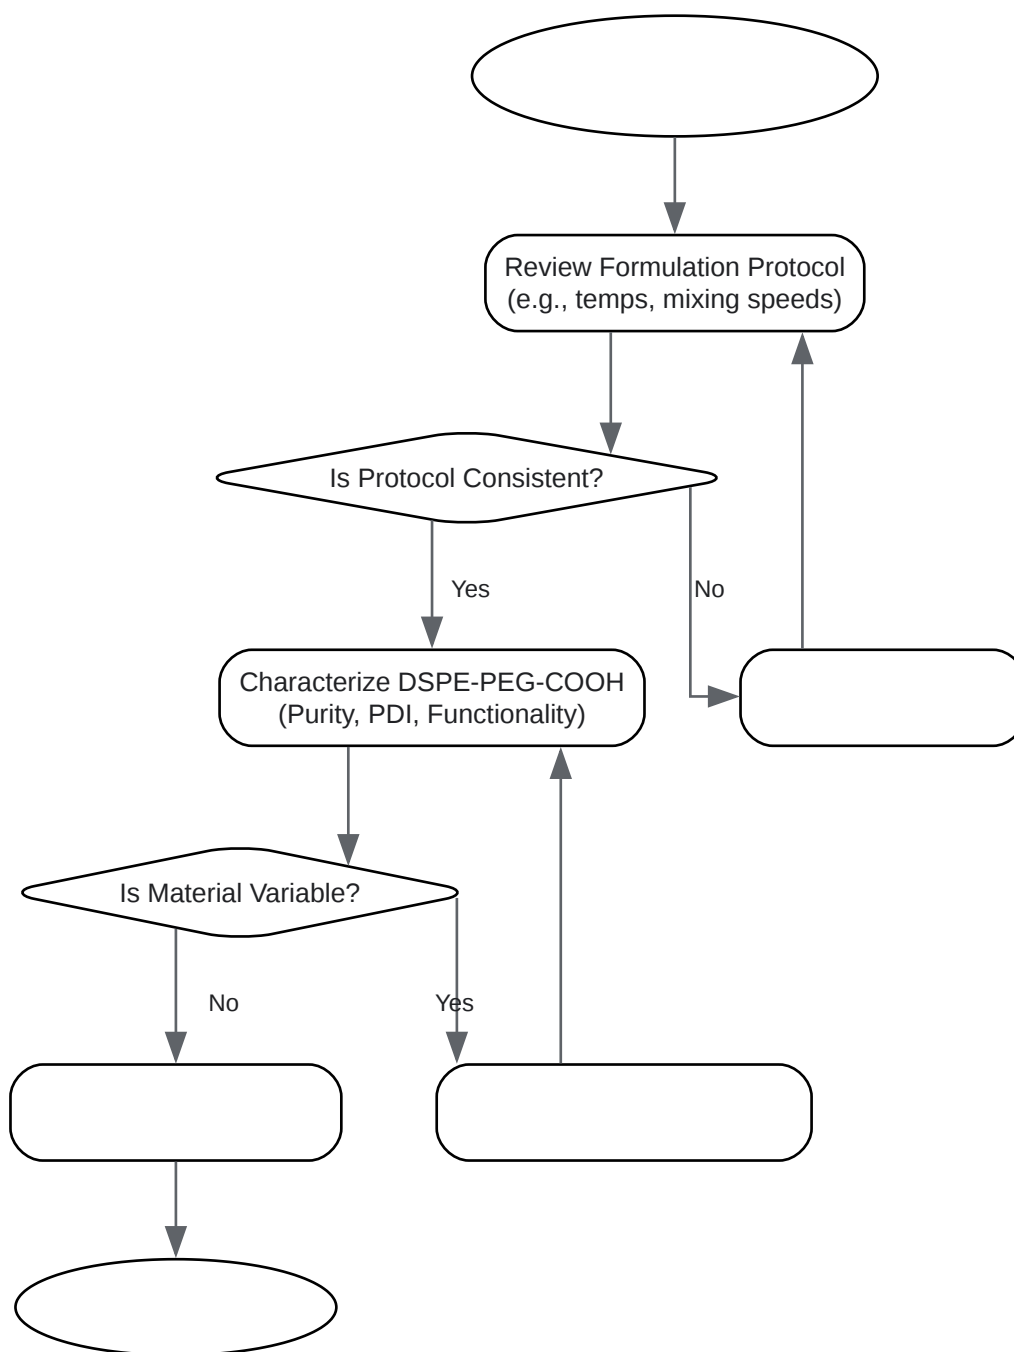 Review Formulation Protocol
(e.g., temps, mixing speeds)
Is Protocol Consistent?
Yes
No
Characterize DSPE-PEG-COOH
(Purity, PDI, Functionality)
Is Material Variable?
No
Yes